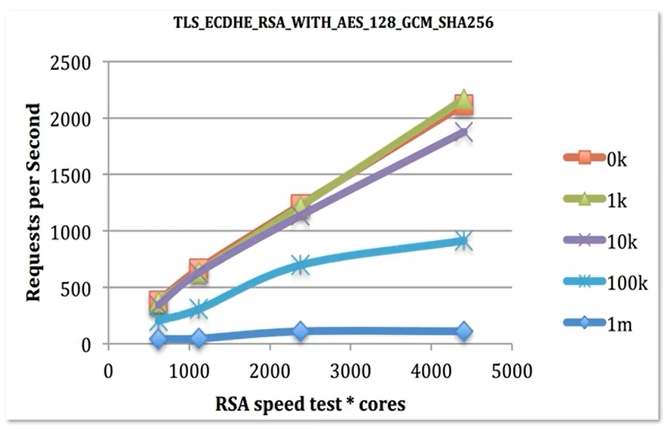 TLS_ECDHE_RSA_WITH_AES_128_GCM_SHA256
2500
2000
1500
1000
500
0
Requests per Second
0 1000 2000 3000 4000 5000
RSA speed test * cores
0k
1k
10k
100k
1m